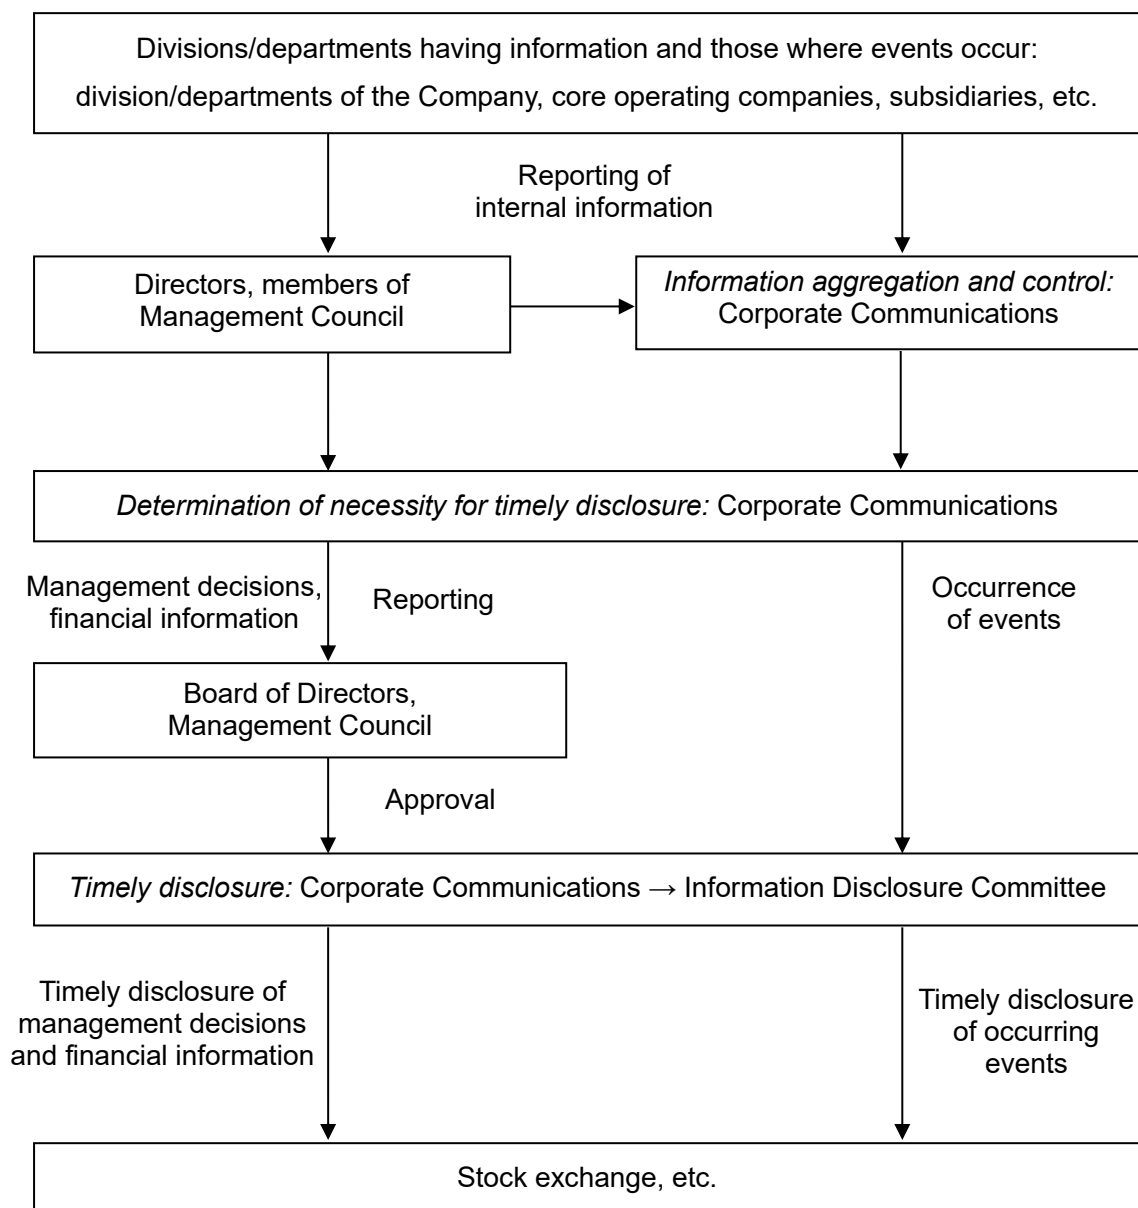 Divisions/departments having information and those where events occur:
division/departments of the Company, core operating companies, subsidiaries, etc.
Reporting of
internal information
Directors, members of
Management Council
Information aggregation and control:
Corporate Communications
Determination of necessity for timely disclosure: Corporate Communications
Management decisions,
financial information
Reporting
Occurrence
of events
Board of Directors,
Management Council
Approval
Timely disclosure: Corporate Communications → Information Disclosure Committee
Timely disclosure of
management decisions
and financial information
Timely disclosure
of occurring
events
Stock exchange, etc.